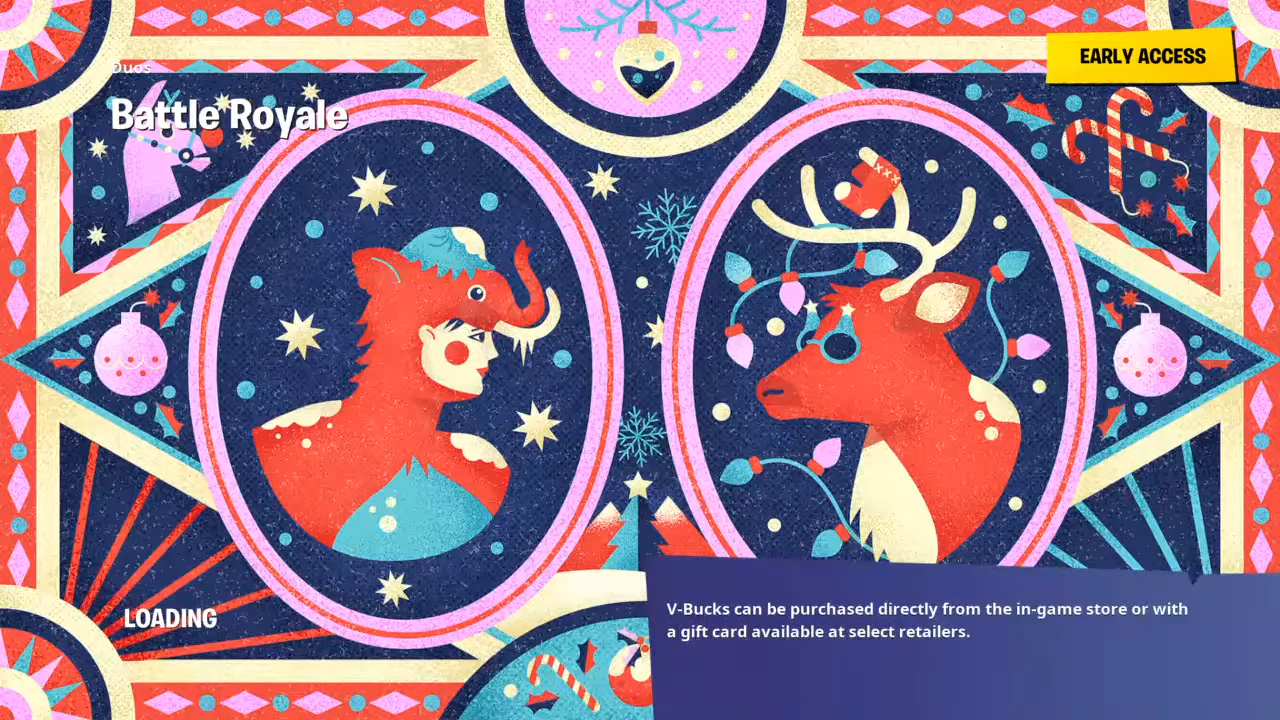 Duos
Battle Royale
EARLY ACCESS
LOADING
V-Bucks can be purchased directly from the in-game store or with
a gift card available at select retailers.